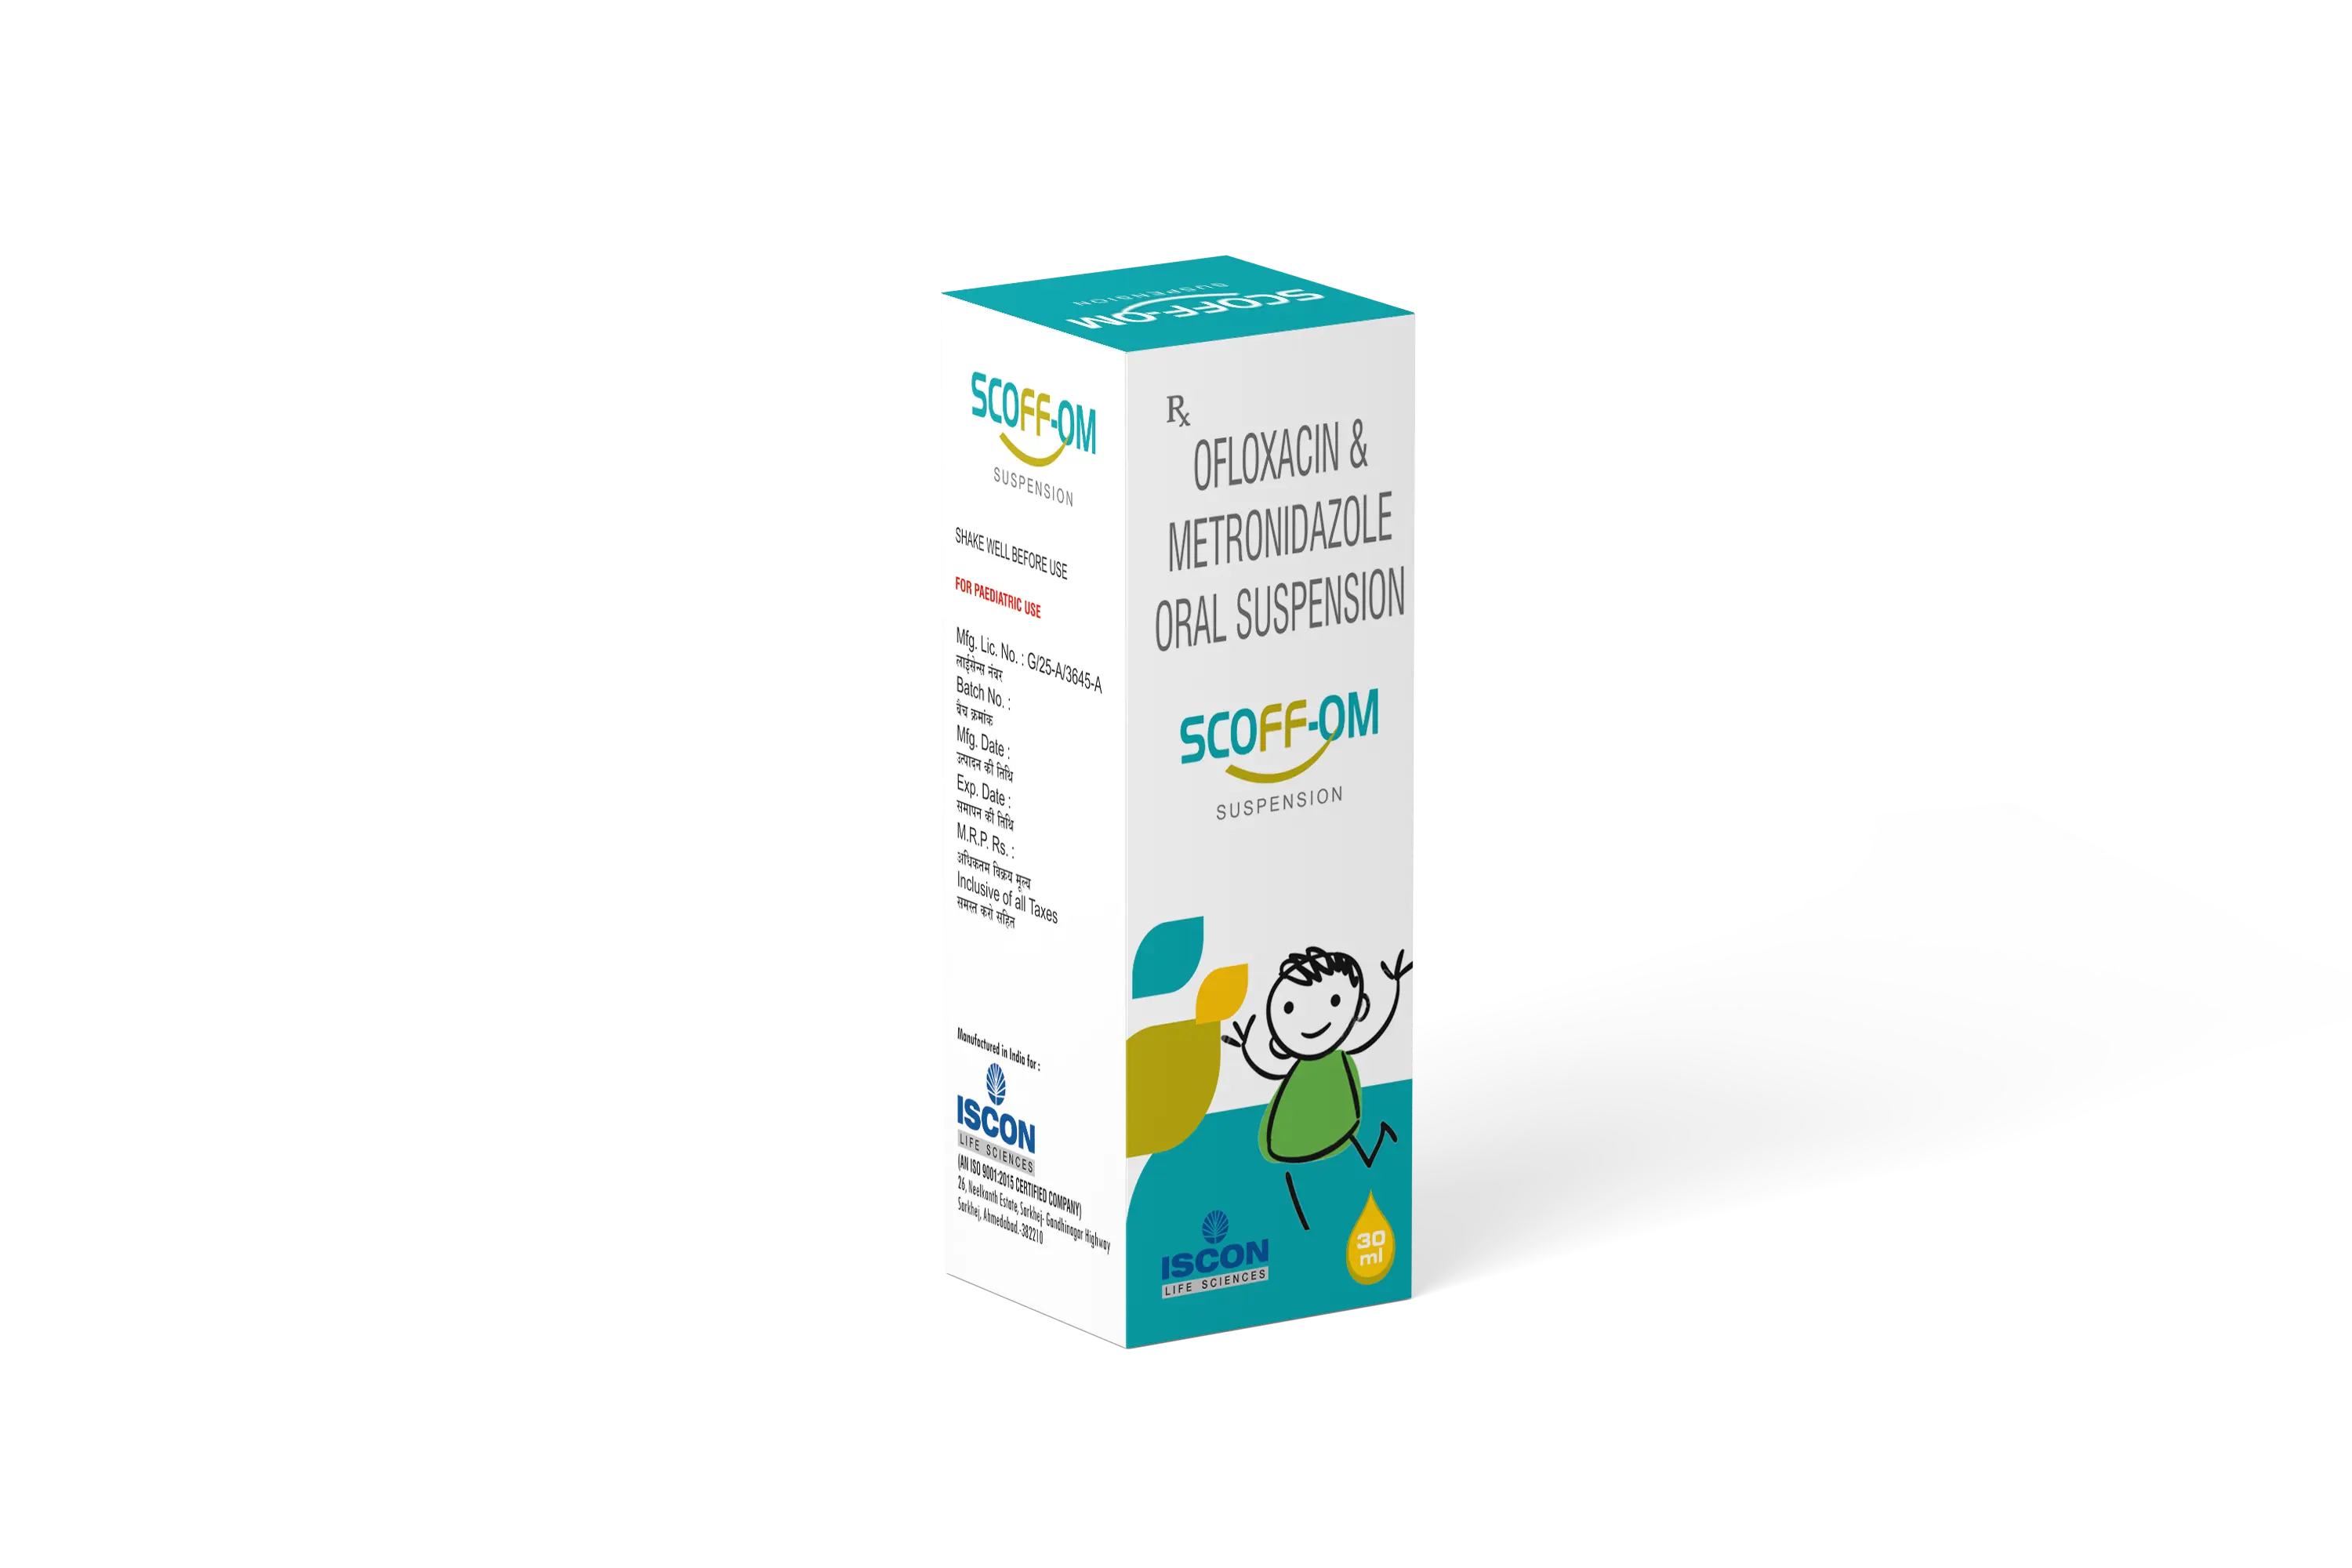 SCOFF-OM
SUSPENSION
SCOFF-OM
SUSPENSION
SHAKE WELL BEFORE USE
FOR PAEDIATRIC USE
Mfg. Lic. No. : G/25-A/3645-A
लाईसेन्स नंबर
Batch No. :
बैच क्रमांक
Mfg. Date :
उत्पादन की तिथि
Exp. Date :
समापन की तिथि
M.R.P. Rs. :
अधिकतम विक्रय मूल्य
Inclusive of all Taxes
समस्त करो सहित
Manufactured in India for :
ISCON
LIFE SCIENCES
(AN ISO 9001:2015 CERTIFIED COMPANY)
26, Neelkanth Estate, Sarkhej- Gandhinagar Highway
Sarkhej, Ahmedabad.-382210
Rx
OFLOXACIN &
METRONIDAZOLE
ORAL SUSPENSION
SCOFF-OM
SUSPENSION
ISCON
LIFE SCIENCES
30
ml